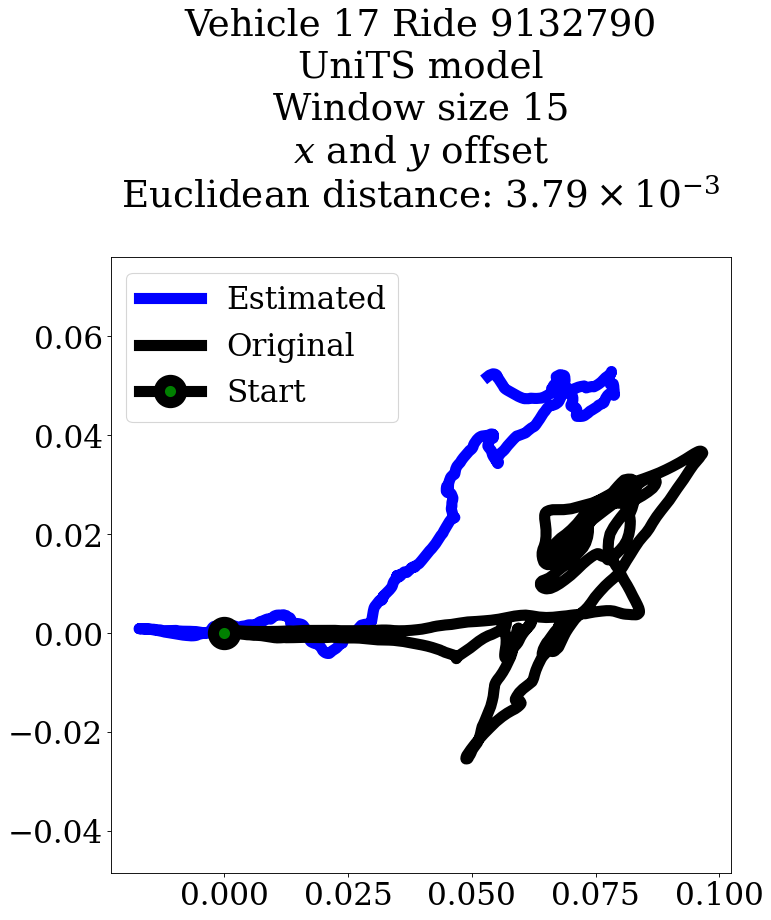 Vehicle 17 Ride 9132790
UniTS model
Window size 15
x and y offset
Euclidean distance: 3.79 × 10⁻³
Estimated
Original
Start
0.06
0.04
0.02
0.00
−0.02
−0.04
0.000 0.025 0.050 0.075 0.100